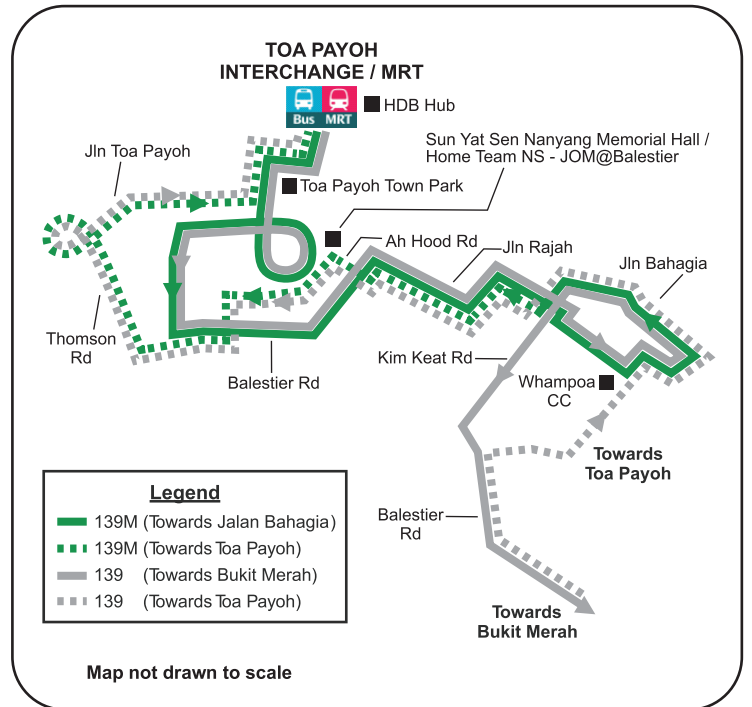 TOA PAYOH
INTERCHANGE / MRT
Bus MRT
HDB Hub
Sun Yat Sen Nanyang Memorial Hall /
Home Team NS - JOM@Balestier
Jln Toa Payoh
Toa Payoh Town Park
Ah Hood Rd
Jln Rajah
Jln Bahagia
Thomson
Rd
Balestier Rd
Kim Keat Rd
Whampoa
CC
Towards
Toa Payoh
Legend
139M (Towards Jalan Bahagia)
139M (Towards Toa Payoh)
139 (Towards Bukit Merah)
139 (Towards Toa Payoh)
Balestier
Rd
Towards
Bukit Merah
Map not drawn to scale